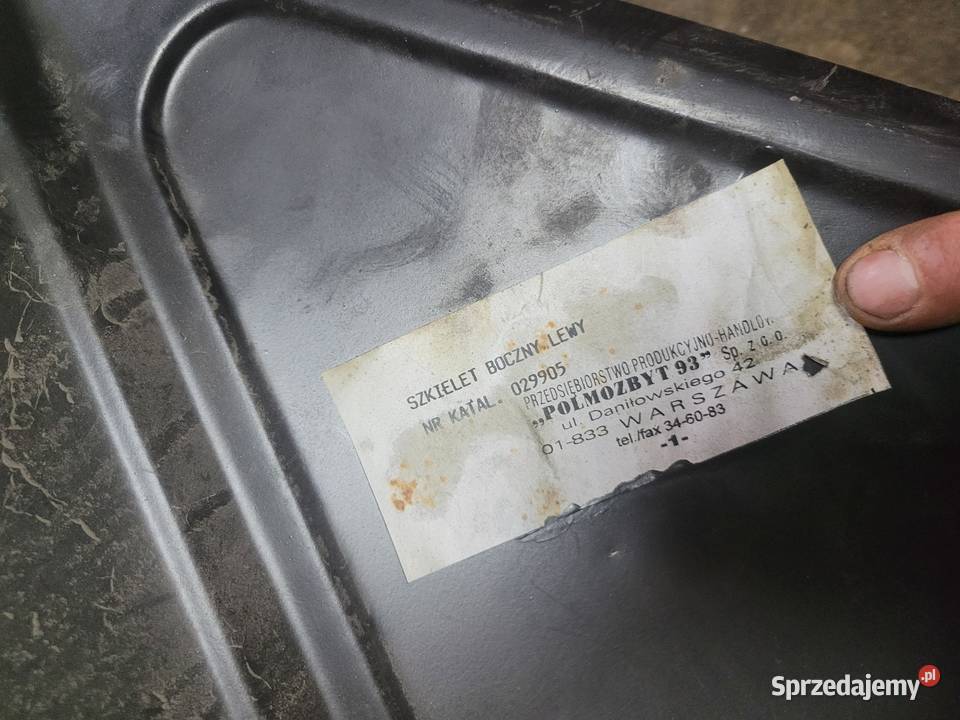 SZKIELET BOCZNY LEWY
NR KATAL. 029905
PRZEDSIĘBIORSTWO PRODUKCYJNO-HANDLOW
„POLMOZBYT 93” Sp. z o.o.
ul. Daniłowskiego 42
01-833 WARSZAWA
tel./fax 34-60-83
-1-
Sprzedajemy.pl